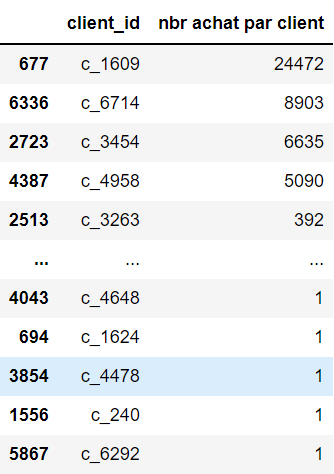 client_id nbr achat par client
677 c_1609 24472
6336 c_6714 8903
2723 c_3454 6635
4387 c_4958 5090
2513 c_3263 392
... ... ...
4043 c_4648 1
694 c_1624 1
3854 c_4478 1
1556 c_240 1
5867 c_6292 1